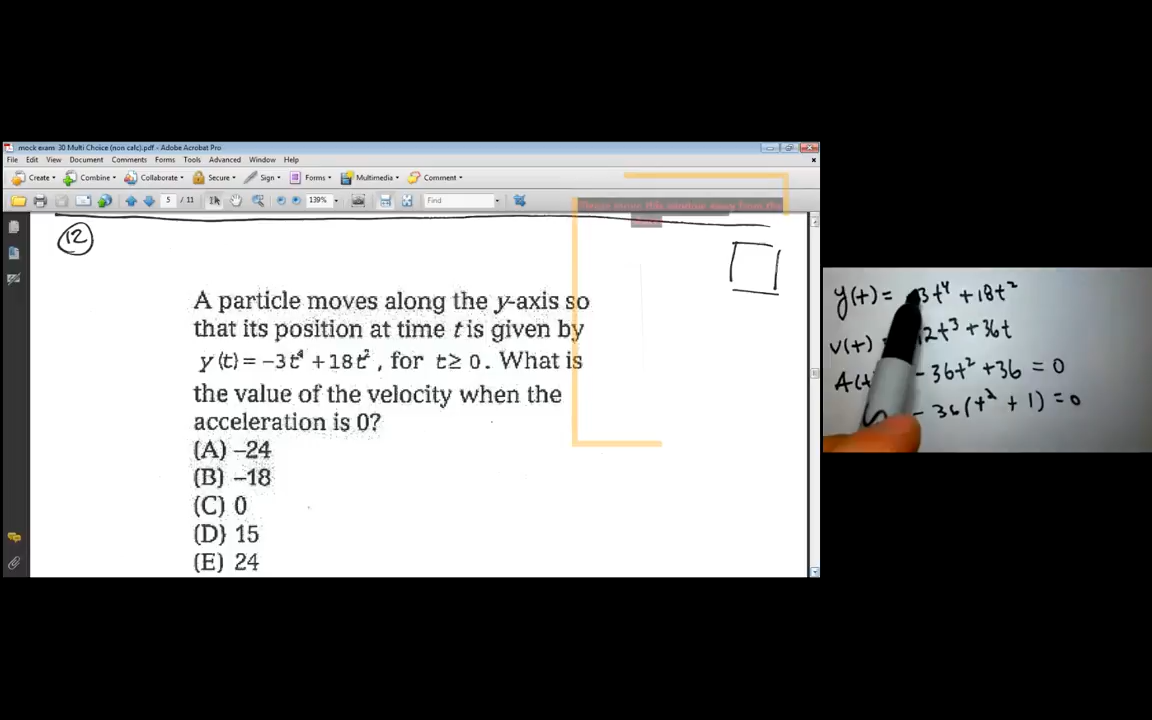 mock exam 30 Multi Choice (non calc).pdf - Adobe Acrobat Pro
File Edit View Document Comments Forms Tools Advanced Window Help
Create Combine Collaborate Secure Sign Forms Multimedia Comment
5 / 11 139% Find
12
A particle moves along the y-axis so
that its position at time t is given by
y(t) = −3t⁴ + 18t², for t ≥ 0. What is
the value of the velocity when the
acceleration is 0?
(A) –24
(B) –18
(C) 0
(D) 15
(E) 24
y(t) = 3t⁴ + 18t²
v(t) 12t³ + 36t
A(t - 36t² + 36 = 0
- 36(t² + 1) = 0